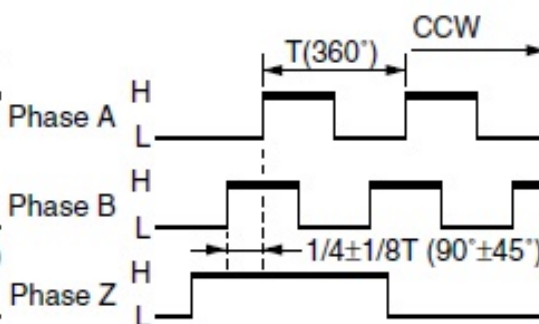 CCW
T(360°)
H
Phase A
L
H
Phase B
L
1/4±1/8T (90°±45°)
H
Phase Z
L